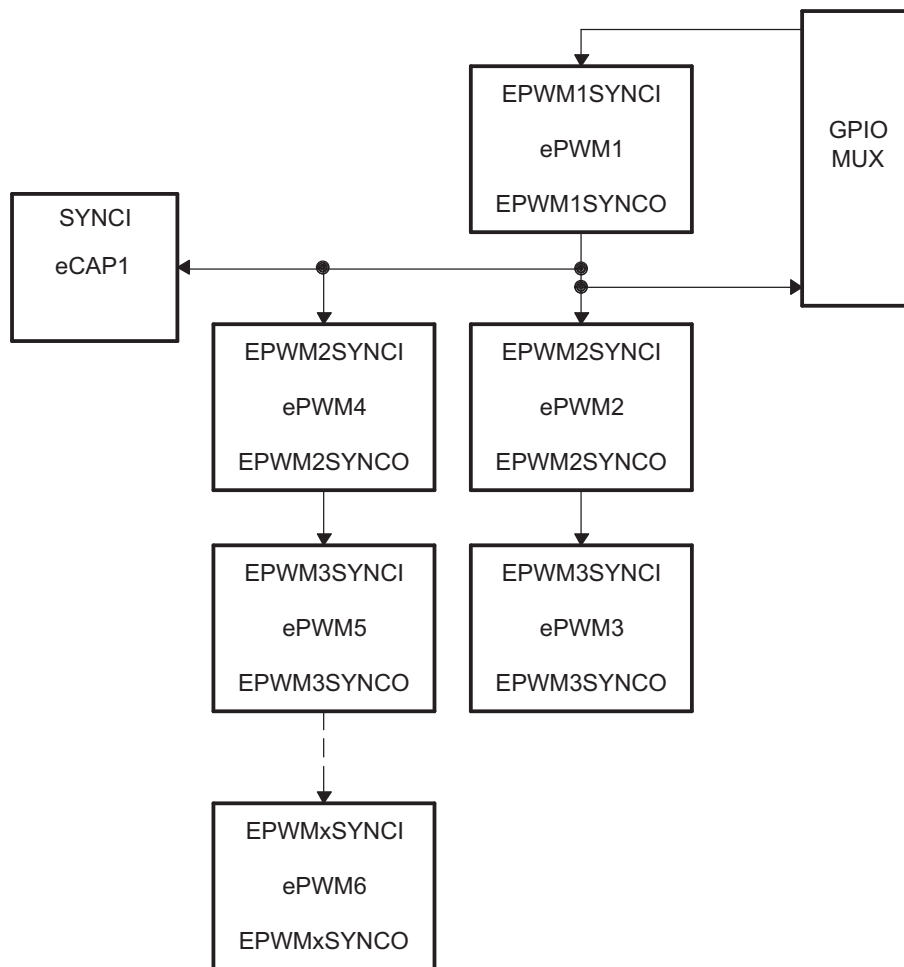 EPWM1SYNCI
ePWM1
EPWM1SYNCO
GPIO
MUX
SYNCI
eCAP1
EPWM2SYNCI
ePWM4
EPWM2SYNCO
EPWM2SYNCI
ePWM2
EPWM2SYNCO
EPWM3SYNCI
ePWM5
EPWM3SYNCO
EPWM3SYNCI
ePWM3
EPWM3SYNCO
EPWMxSYNCI
ePWM6
EPWMxSYNCO